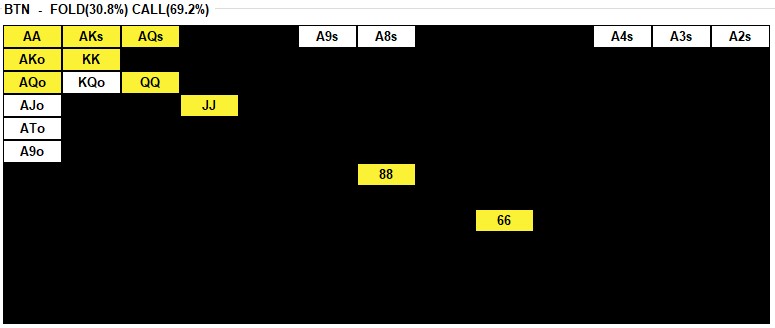 BTN - FOLD(30.8%) CALL(69.2%)
AA AKs AQs A9s A8s A4s A3s A2s
AKo KK
AQo KQo QQ
AJo JJ
ATo
A9o
88
66